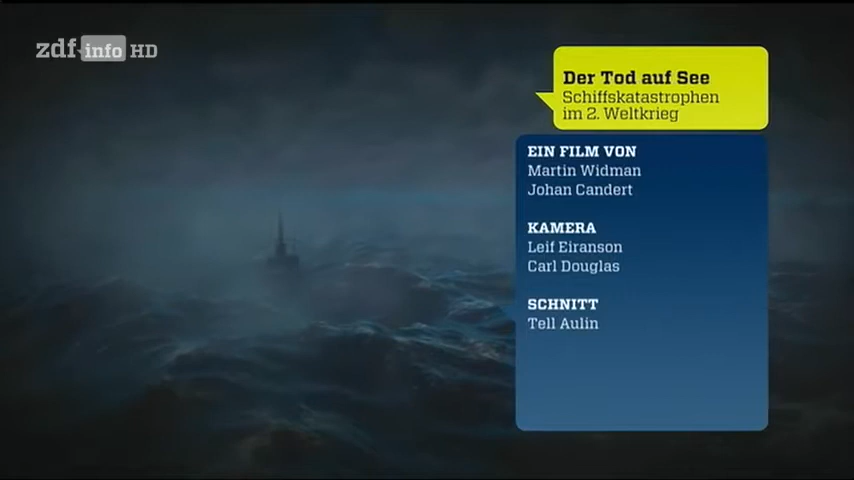 zdf info HD
Der Tod auf See
Schiffskatastrophen
im 2. Weltkrieg
EIN FILM VON
Martin Widman
Johan Candert
KAMERA
Leif Eiranson
Carl Douglas
SCHNITT
Tell Aulin